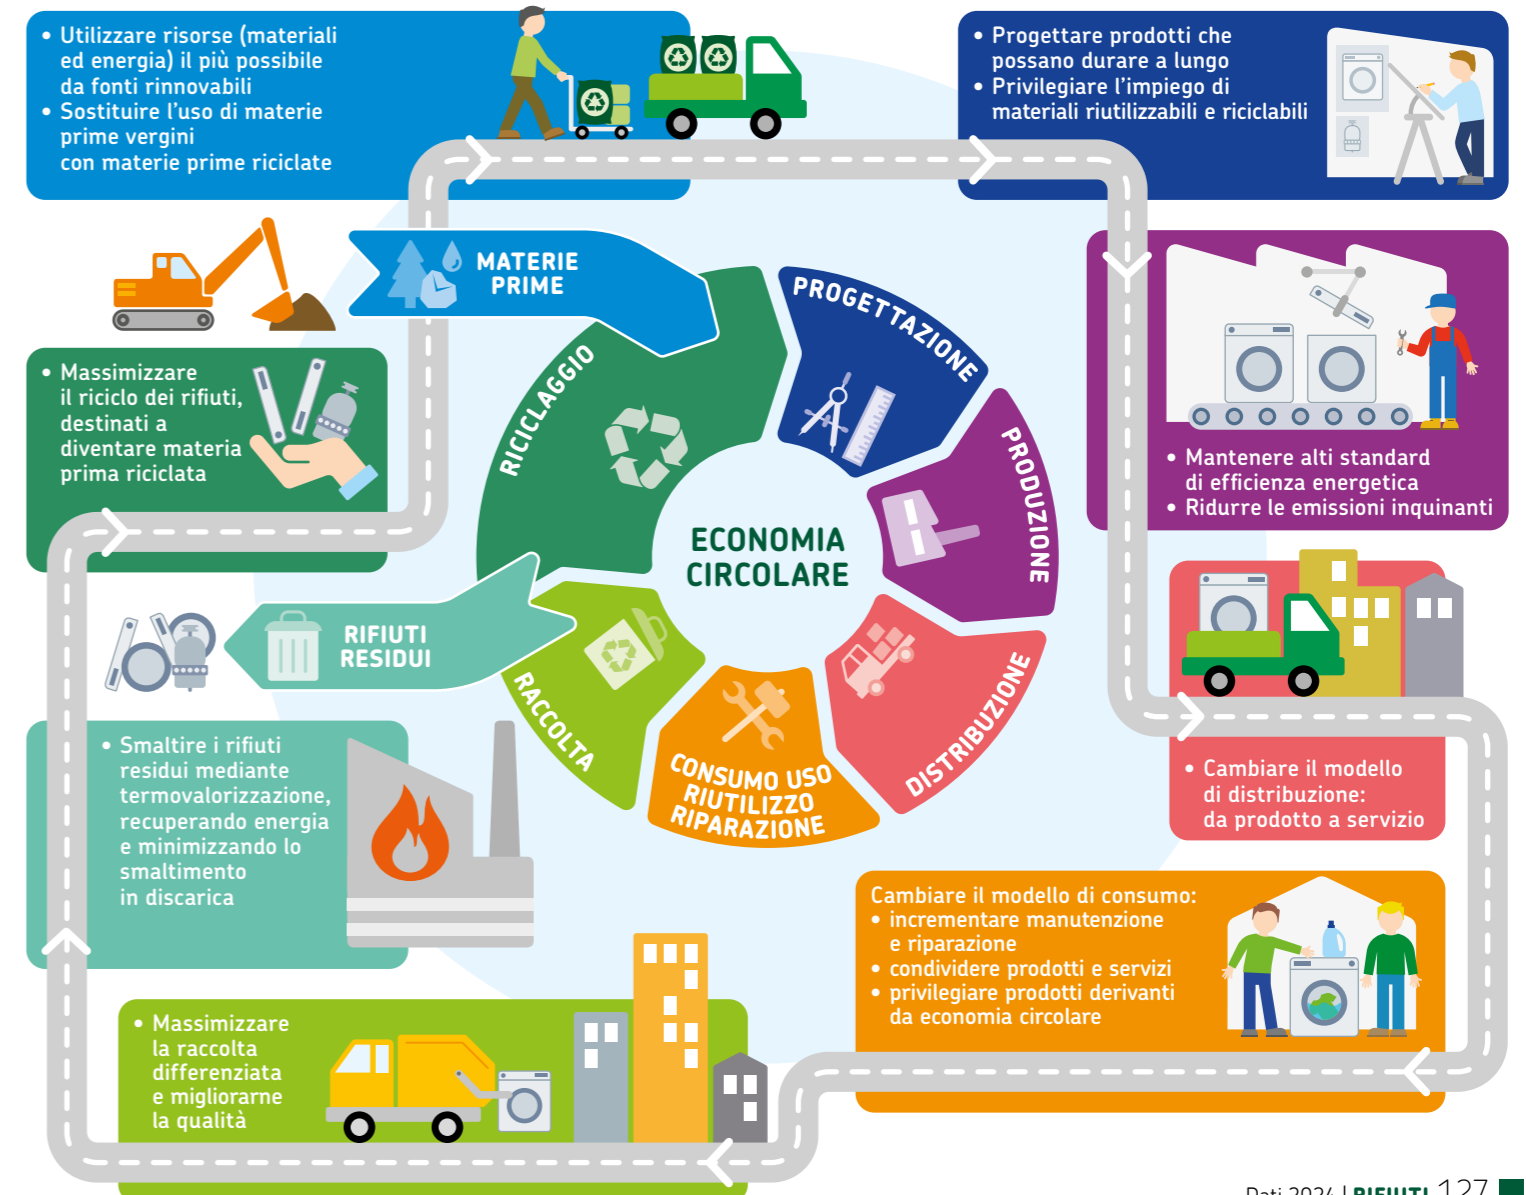 • Utilizzare risorse (materiali
ed energia) il più possibile
da fonti rinnovabili
• Sostituire l'uso di materie
prime vergini
con materie prime riciclate
• Progettare prodotti che
possano durare a lungo
• Privilegiare l'impiego di
materiali riutilizzabili e riciclabili
MATERIE
PRIME
• Massimizzare
il riciclo dei rifiuti,
destinati a
diventare materia
prima riciclata
RICICLAGGIO
PROGETTAZIONE
PRODUZIONE
• Mantenere alti standard
di efficienza energetica
• Ridurre le emissioni inquinanti
ECONOMIA
CIRCOLARE
RIFIUTI
RESIDUI
RACCOLTA
CONSUMO USO
RIUTILIZZO
RIPARAZIONE
DISTRIBUZIONE
• Smaltire i rifiuti
residui mediante
termovalorizzazione,
recuperando energia
e minimizzando lo
smaltimento
in discarica
• Cambiare il modello
di distribuzione:
da prodotto a servizio
Cambiare il modello di consumo:
• incrementare manutenzione
e riparazione
• condividere prodotti e servizi
• privilegiare prodotti derivanti
da economia circolare
• Massimizzare
la raccolta
differenziata
e migliorarne
la qualità
Dati 2024 | RIFIUTI 127